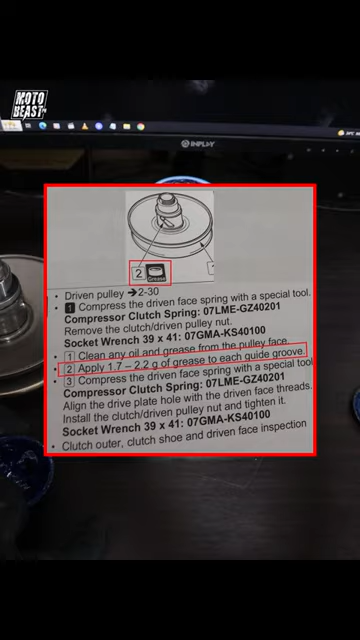 MOTO
BEAST
INPLAY
2
Grease
1
• Driven pulley ➔2-30
• 1 Compress the driven face spring with a special tool.
Compressor Clutch Spring: 07LME-GZ40201
Remove the clutch/driven pulley nut.
Socket Wrench 39 x 41: 07GMA-KS40100
• 1 Clean any oil and grease from the pulley face.
• 2 Apply 1.7 – 2.2 g of grease to each guide groove.
• 3 Compress the driven face spring with a special tool
Compressor Clutch Spring: 07LME-GZ40201
Align the drive plate hole with the driven face threads.
Install the clutch/driven pulley nut and tighten it.
Socket Wrench 39 x 41: 07GMA-KS40100
• Clutch outer, clutch shoe and driven face inspection